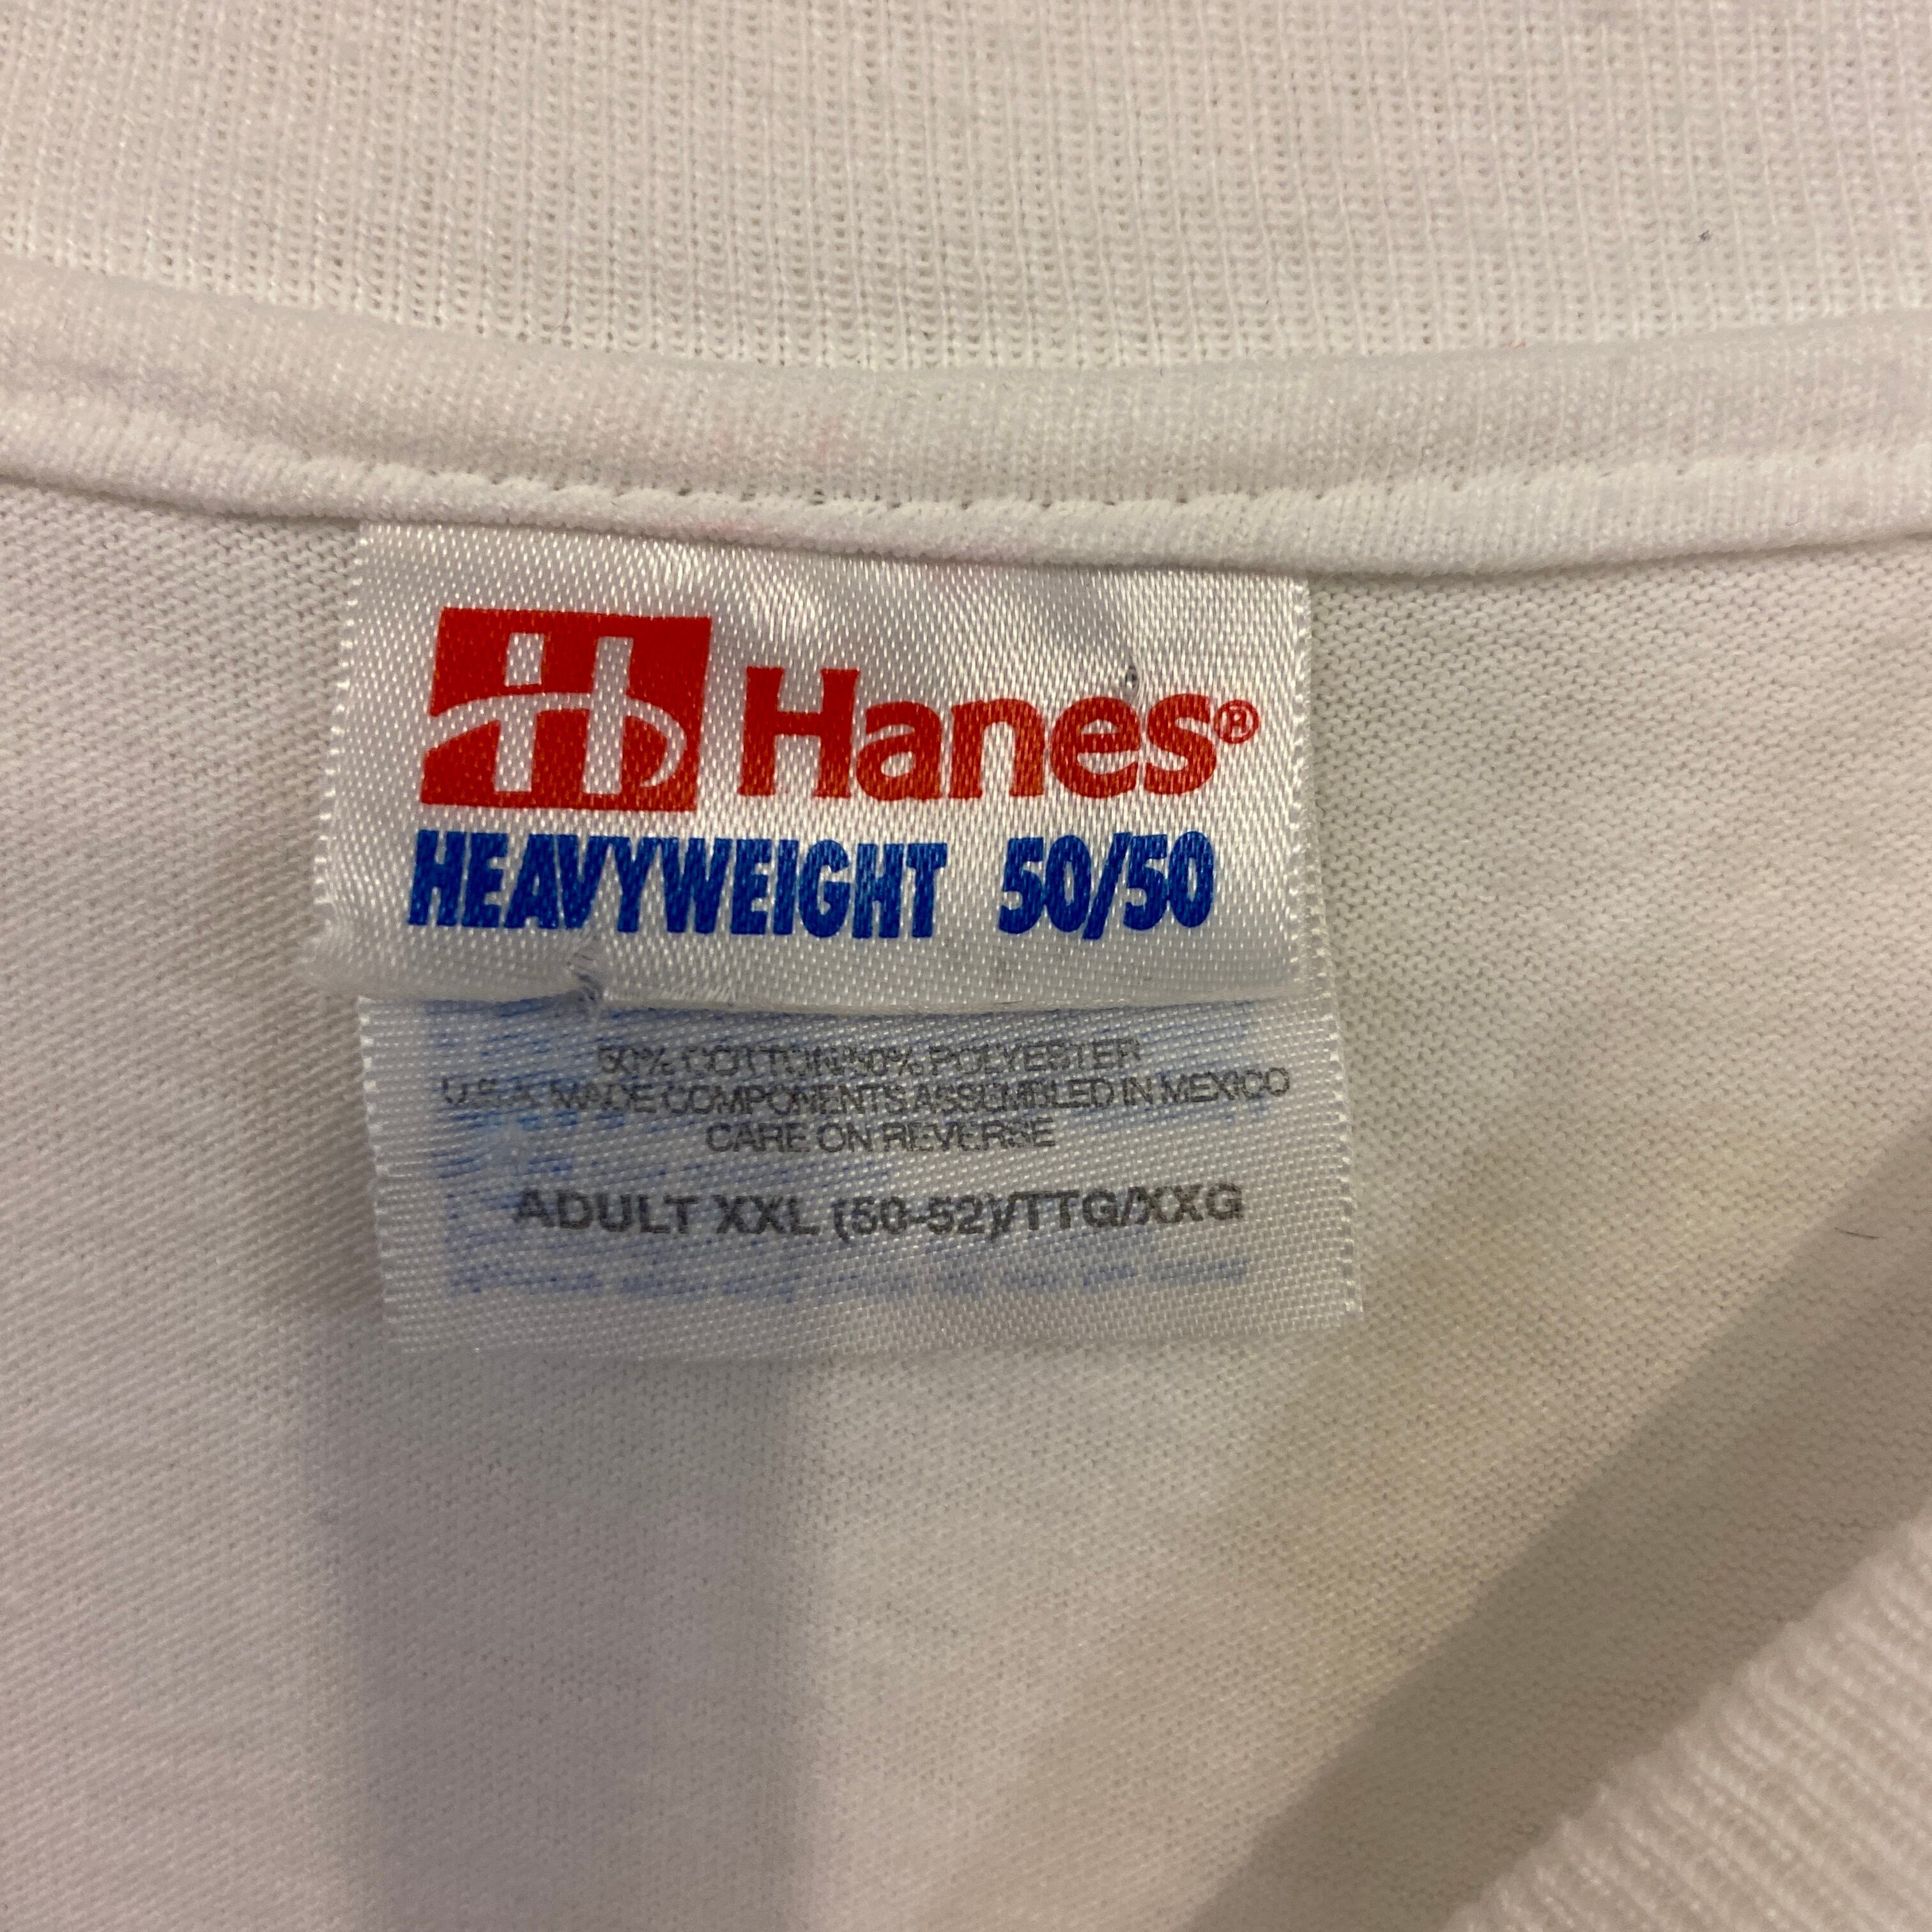 Hanes®
HEAVYWEIGHT 50/50
50% COTTON/50% POLYESTER
U.S.A. MADE COMPONENTS ASSEMBLED IN MEXICO
CARE ON REVERSE
ADULT XXL (50-52)/TTG/XXG